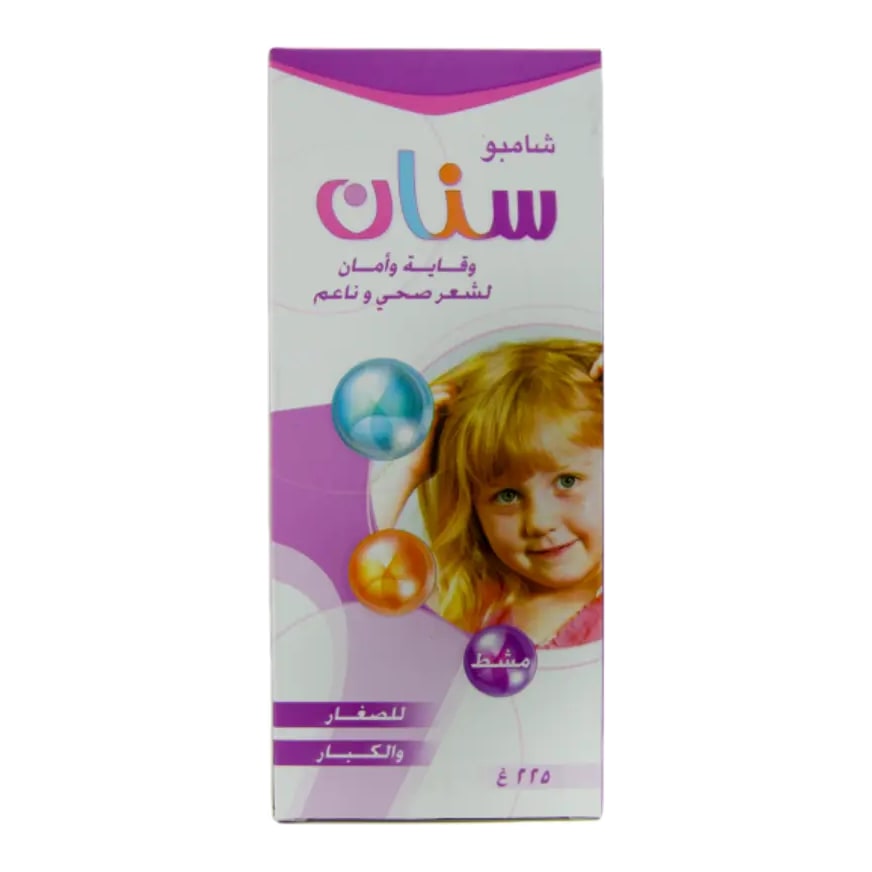 شامبو
سنان
وقاية وأمان
لشعر صحي و ناعم
مشط
للصغار
والكبار
٢٢٥ غ